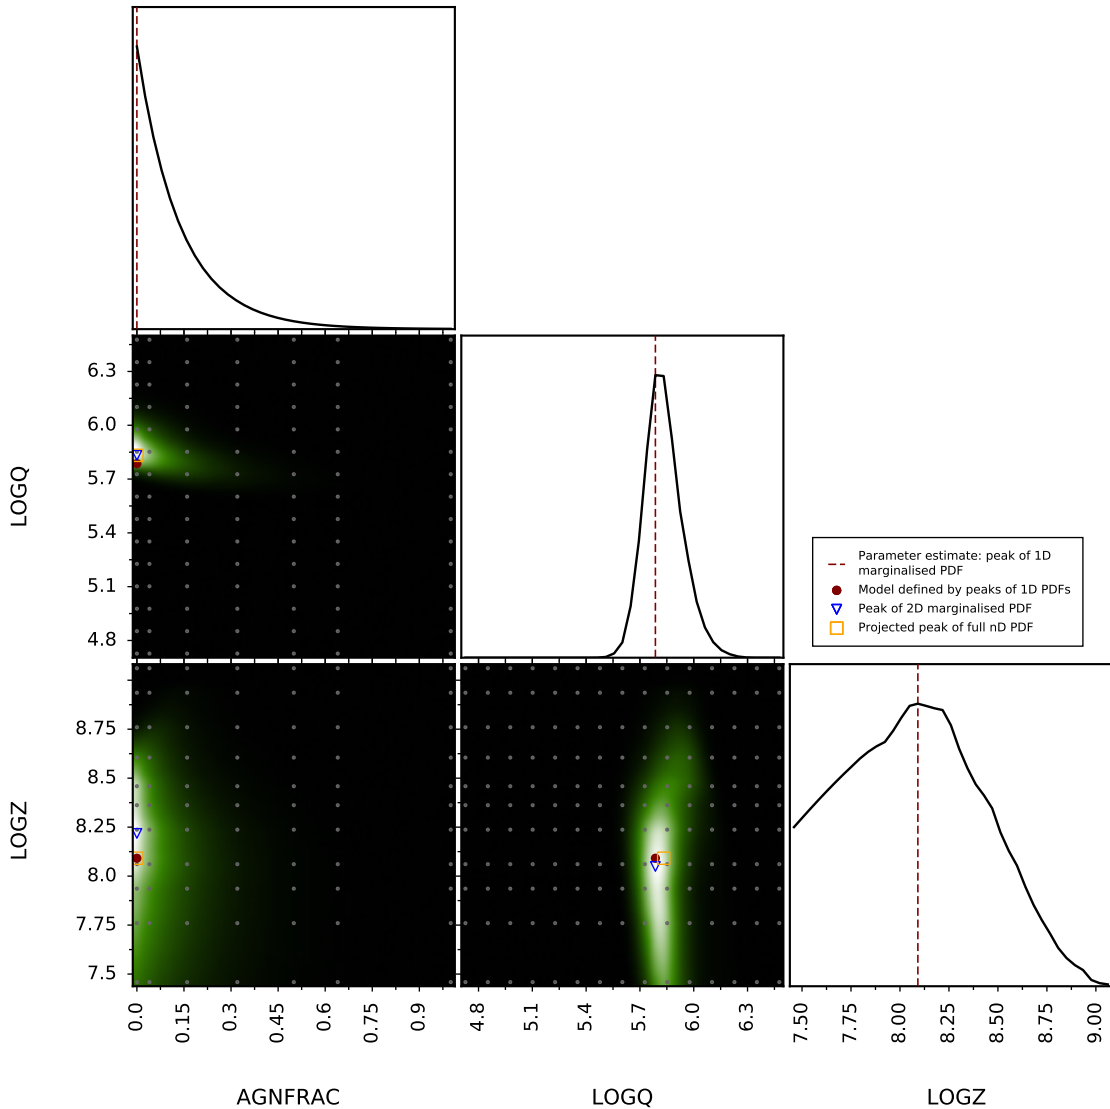 6.3
6.0
5.7
5.4
5.1
4.8
LOGQ
Parameter estimate: peak of 1D
marginalised PDF
Model defined by peaks of 1D PDFs
Peak of 2D marginalised PDF
Projected peak of full nD PDF
8.75
8.5
8.25
8.0
7.75
7.5
LOGZ
0.0 0.15 0.3 0.45 0.6 0.75 0.9
4.8 5.1 5.4 5.7 6.0 6.3
7.50 7.75 8.00 8.25 8.50 8.75 9.00
AGNFRAC LOGQ LOGZ